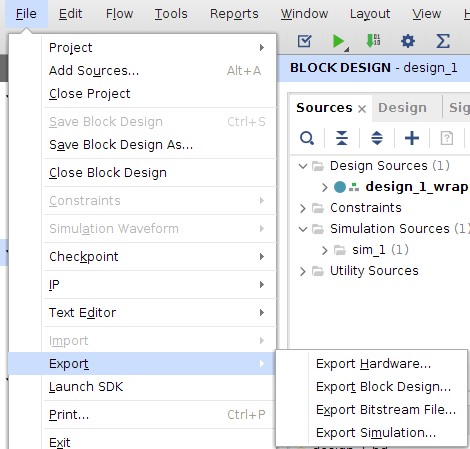 File Edit Flow Tools Reports Window Layout View
BLOCK DESIGN - design_1
Project
Add Sources... Alt+A
Close Project
Save Block Design Ctrl+S
Save Block Design As...
Close Block Design
Constraints
Simulation Waveform
Checkpoint
IP
Text Editor
Import
Export
Launch SDK
Print... Ctrl+P
Exit
Sources Design Sig
Design Sources (1)
design_1_wrap
Constraints
Simulation Sources (1)
sim_1 (1)
Utility Sources
Export Hardware...
Export Block Design...
Export Bitstream File...
Export Simulation...